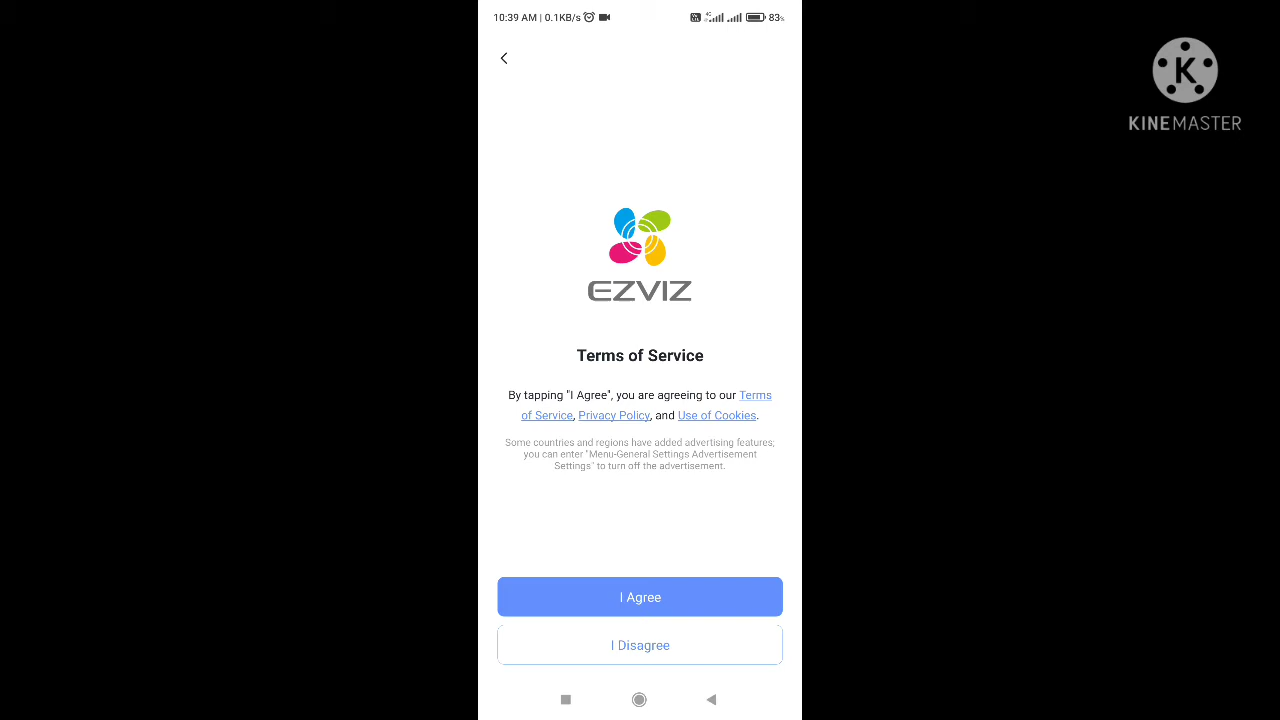 10:39 AM | 0.1KB/s
4G
83%
KINEMASTER
EZVIZ
Terms of Service
By tapping "I Agree", you are agreeing to our Terms
of Service, Privacy Policy, and Use of Cookies.
Some countries and regions have added advertising features;
you can enter "Menu-General Settings Advertisement
Settings" to turn off the advertisement.
I Agree
I Disagree